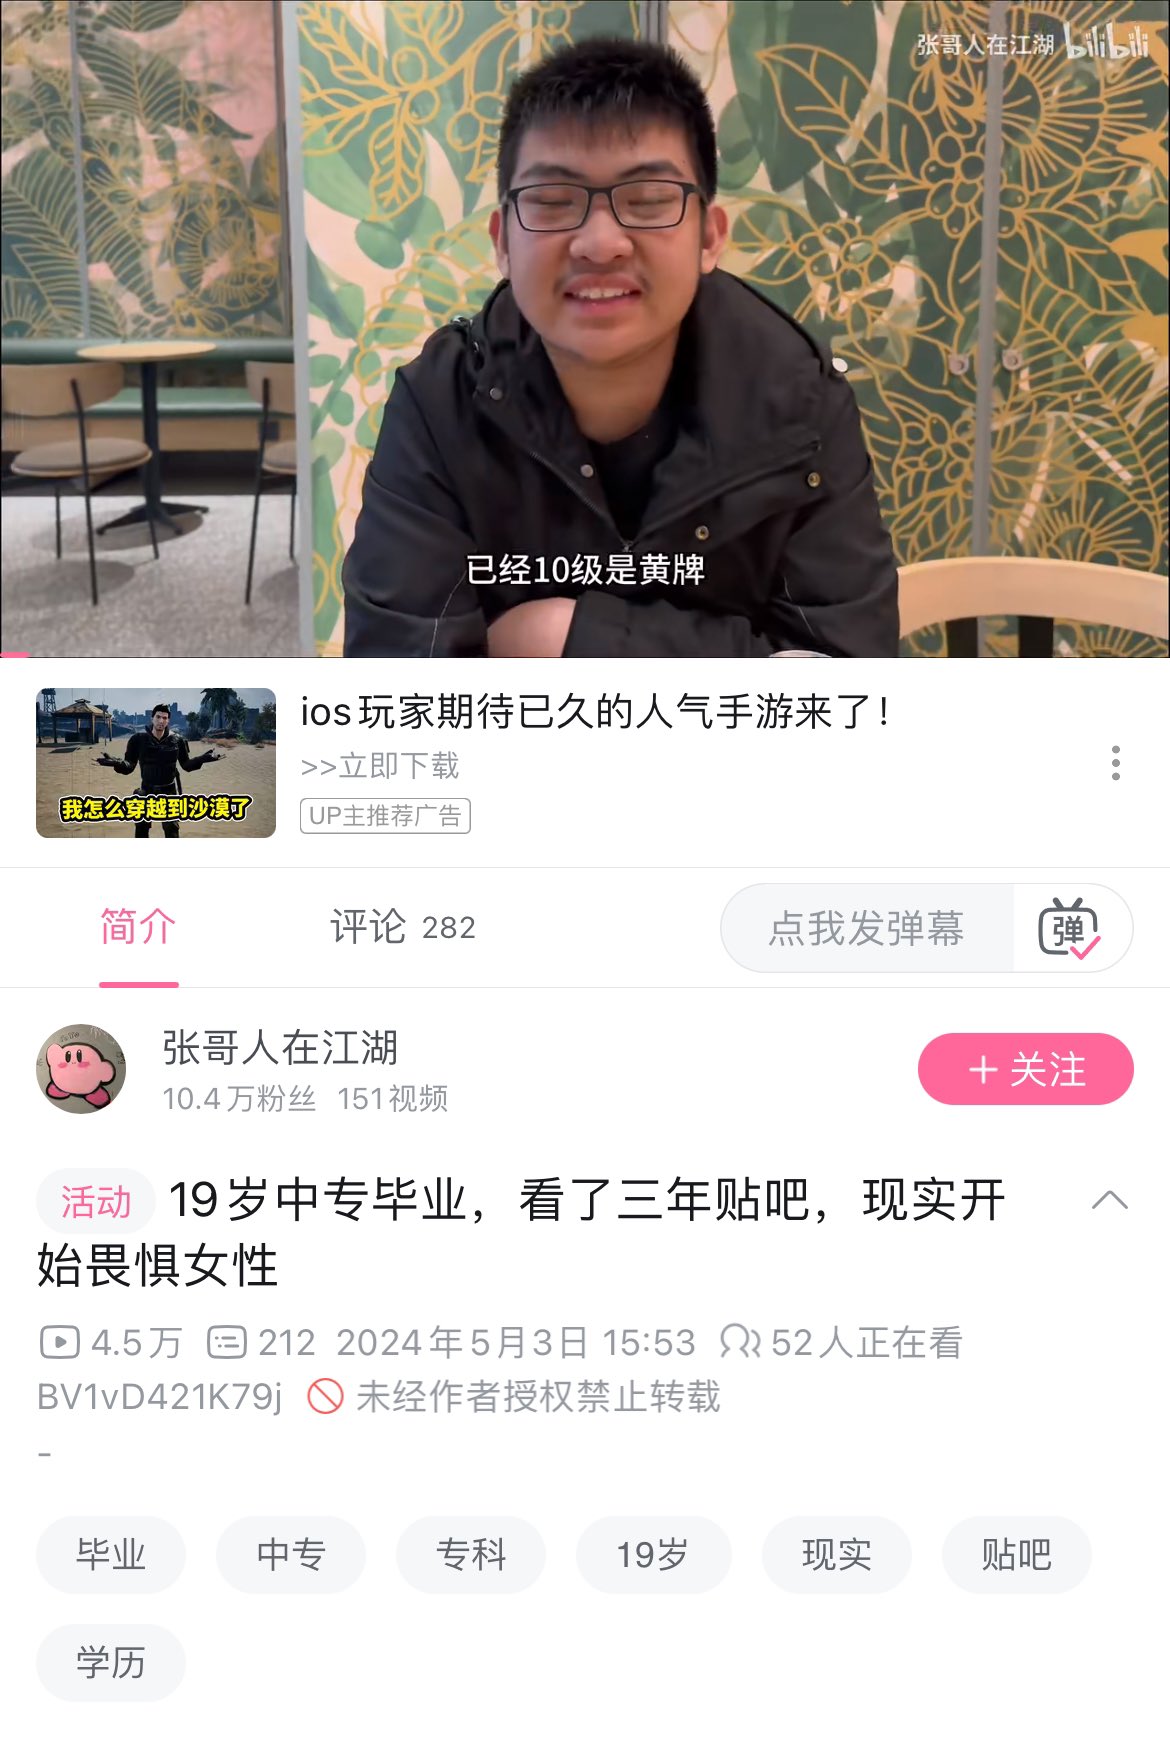 张哥人在江湖 bilibili
已经10级是黄牌
ios玩家期待已久的人气手游来了！
>>立即下载
我怎么穿越到沙漠了
UP主推荐广告
简介 评论 282 点我发弹幕 弹
张哥人在江湖
10.4万粉丝 151视频
+ 关注
活动 19岁中专毕业，看了三年贴吧，现实开
始畏惧女性
4.5万 212 2024年5月3日 15:53 52人正在看
BV1vD421K79j 未经作者授权禁止转载
-
毕业 中专 专科 19岁 现实 贴吧
学历